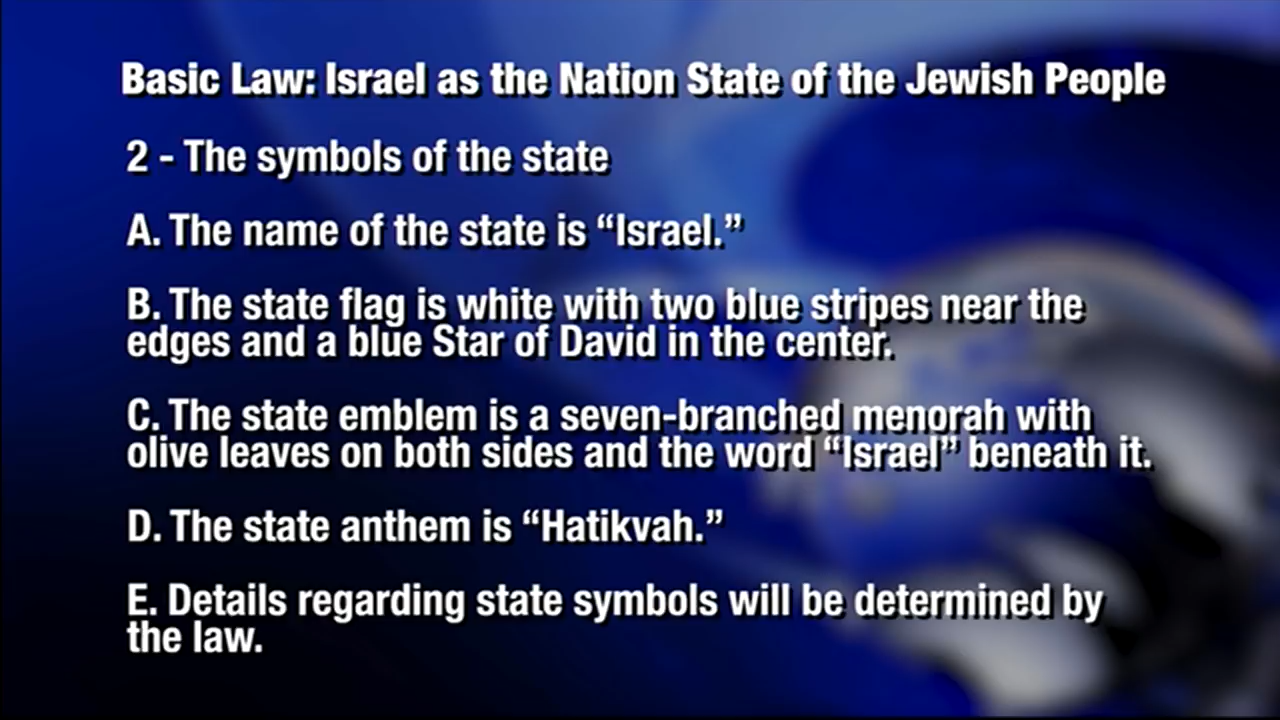 Basic Law: Israel as the Nation State of the Jewish People
2 - The symbols of the state
A. The name of the state is “Israel.”
B. The state flag is white with two blue stripes near the
edges and a blue Star of David in the center.
C. The state emblem is a seven-branched menorah with
olive leaves on both sides and the word “Israel” beneath it.
D. The state anthem is “Hatikvah.”
E. Details regarding state symbols will be determined by
the law.